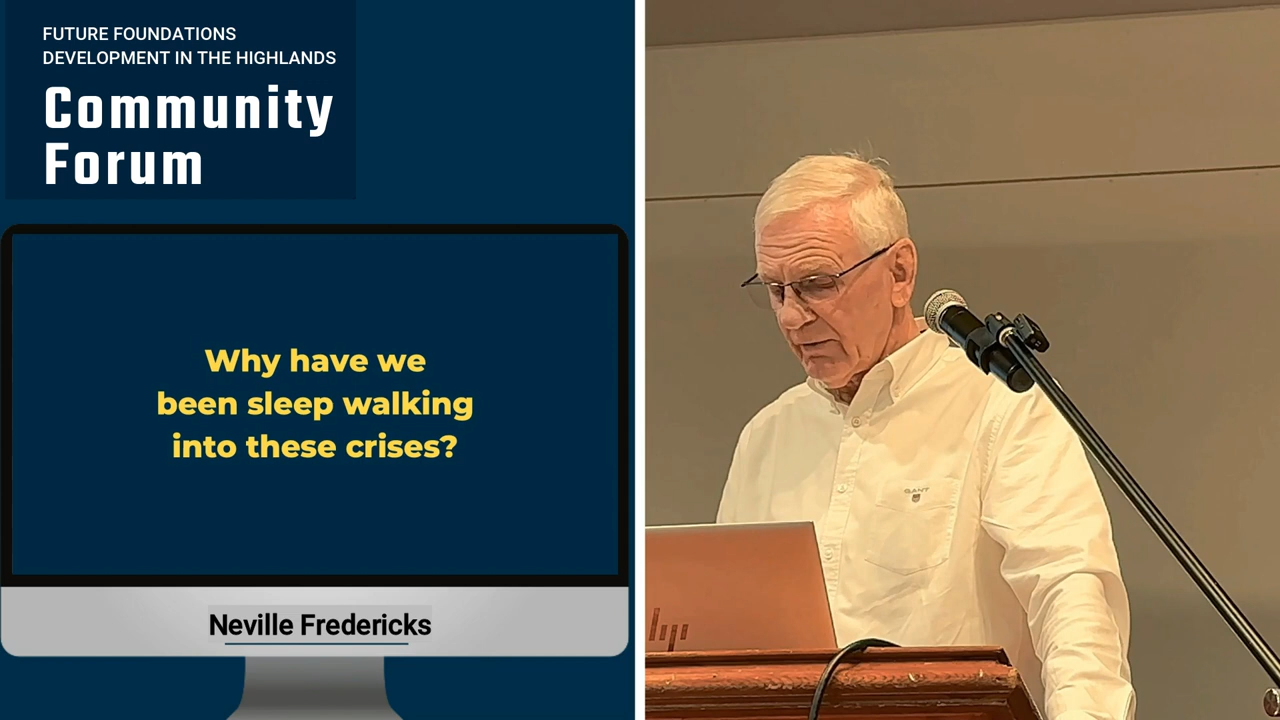 FUTURE FOUNDATIONS
DEVELOPMENT IN THE HIGHLANDS
Community
Forum
Why have we
been sleep walking
into these crises?
Neville Fredericks
GANT
hp